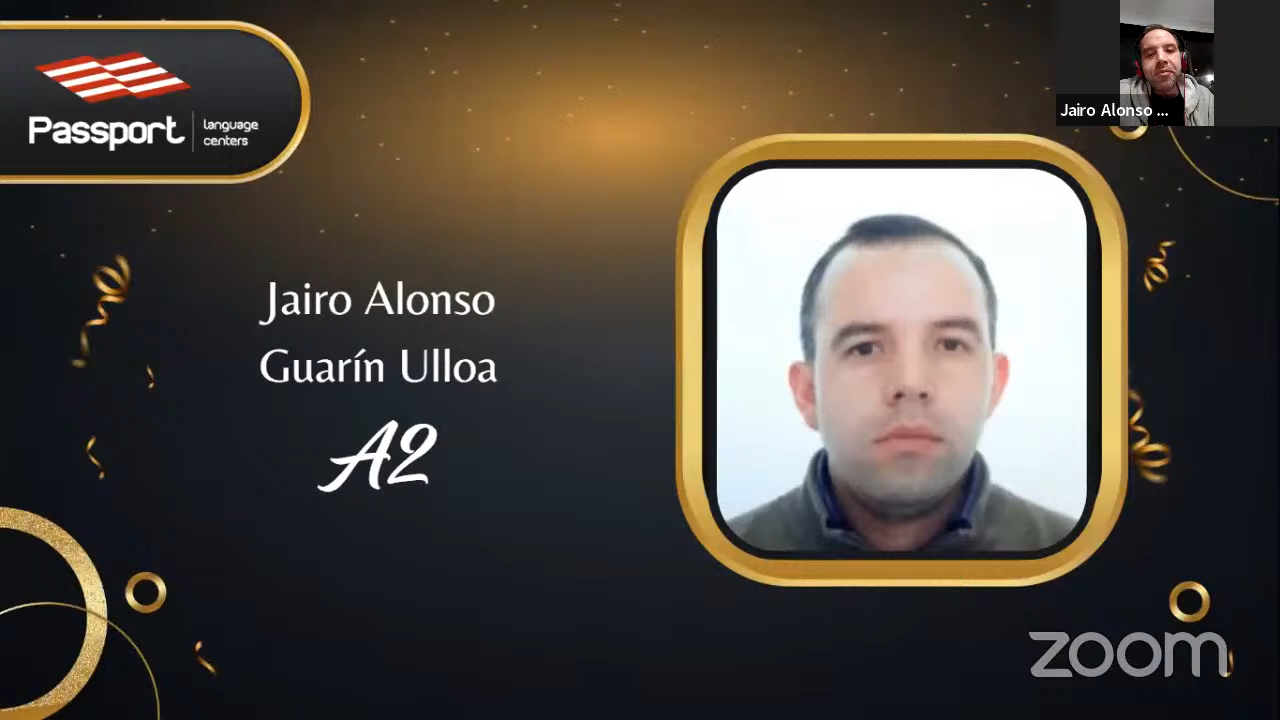 Passport
language
centers
Jairo Alonso ...
Jairo Alonso
Guarín Ulloa
A2
zoom